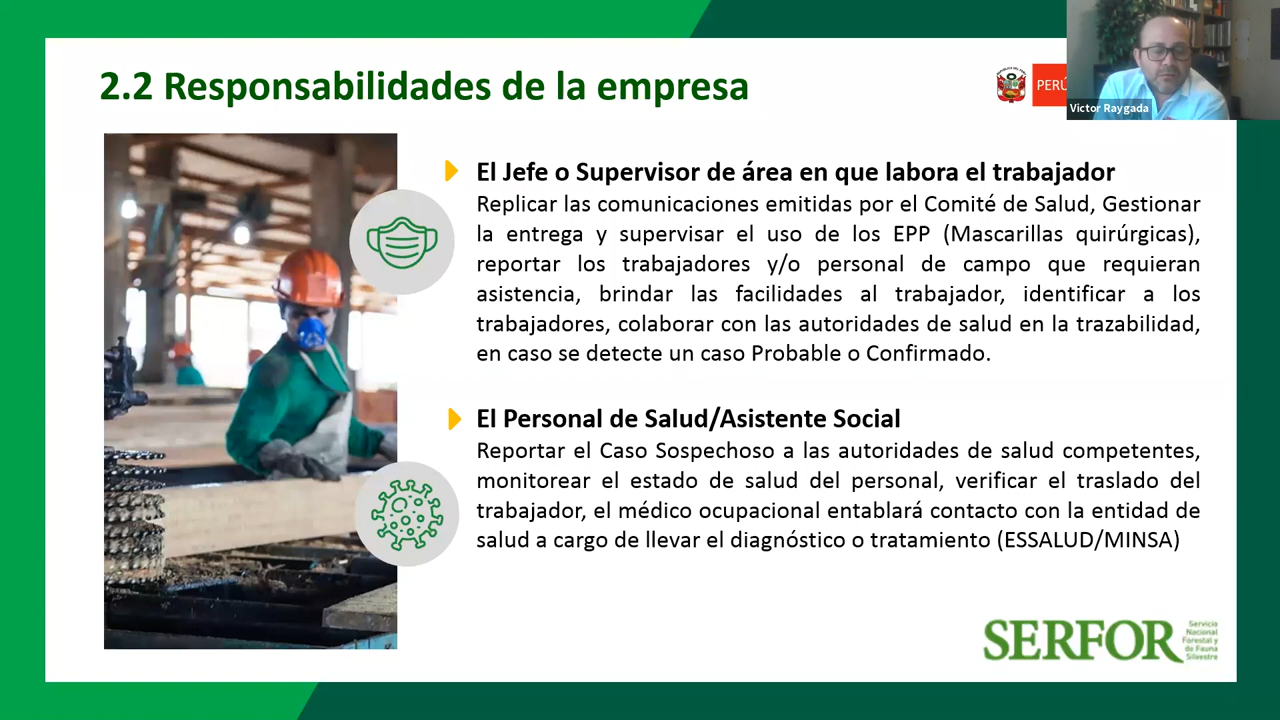 2.2 Responsabilidades de la empresa
PERÚ
Victor Raygada
El Jefe o Supervisor de área en que labora el trabajador
Replicar las comunicaciones emitidas por el Comité de Salud, Gestionar
la entrega y supervisar el uso de los EPP (Mascarillas quirúrgicas),
reportar los trabajadores y/o personal de campo que requieran
asistencia, brindar las facilidades al trabajador, identificar a los
trabajadores, colaborar con las autoridades de salud en la trazabilidad,
en caso se detecte un caso Probable o Confirmado.
El Personal de Salud/Asistente Social
Reportar el Caso Sospechoso a las autoridades de salud competentes,
monitorear el estado de salud del personal, verificar el traslado del
trabajador, el médico ocupacional entablará contacto con la entidad de
salud a cargo de llevar el diagnóstico o tratamiento (ESSALUD/MINSA)
SERFOR
Servicio
Nacional
Forestal y
de Fauna
Silvestre